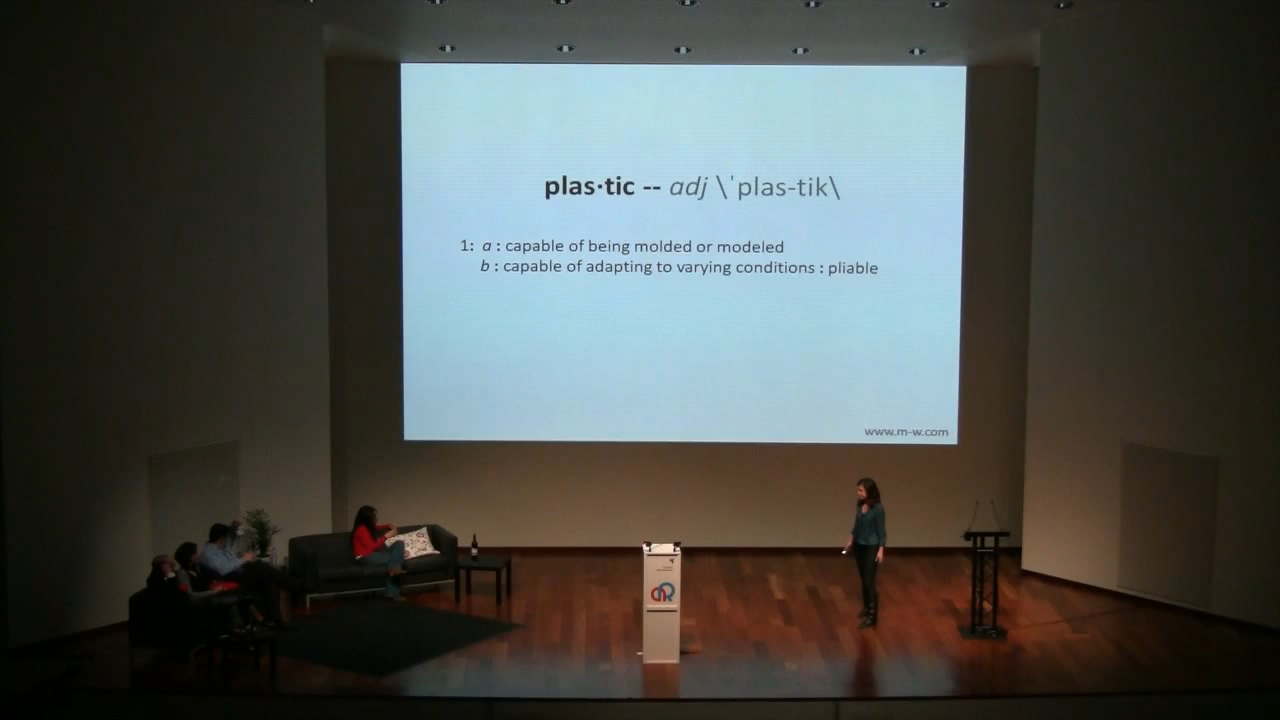 plas·tic -- adj \ˈplas-tik\
1: a : capable of being molded or modeled
b : capable of adapting to varying conditions : pliable
www.m-w.com